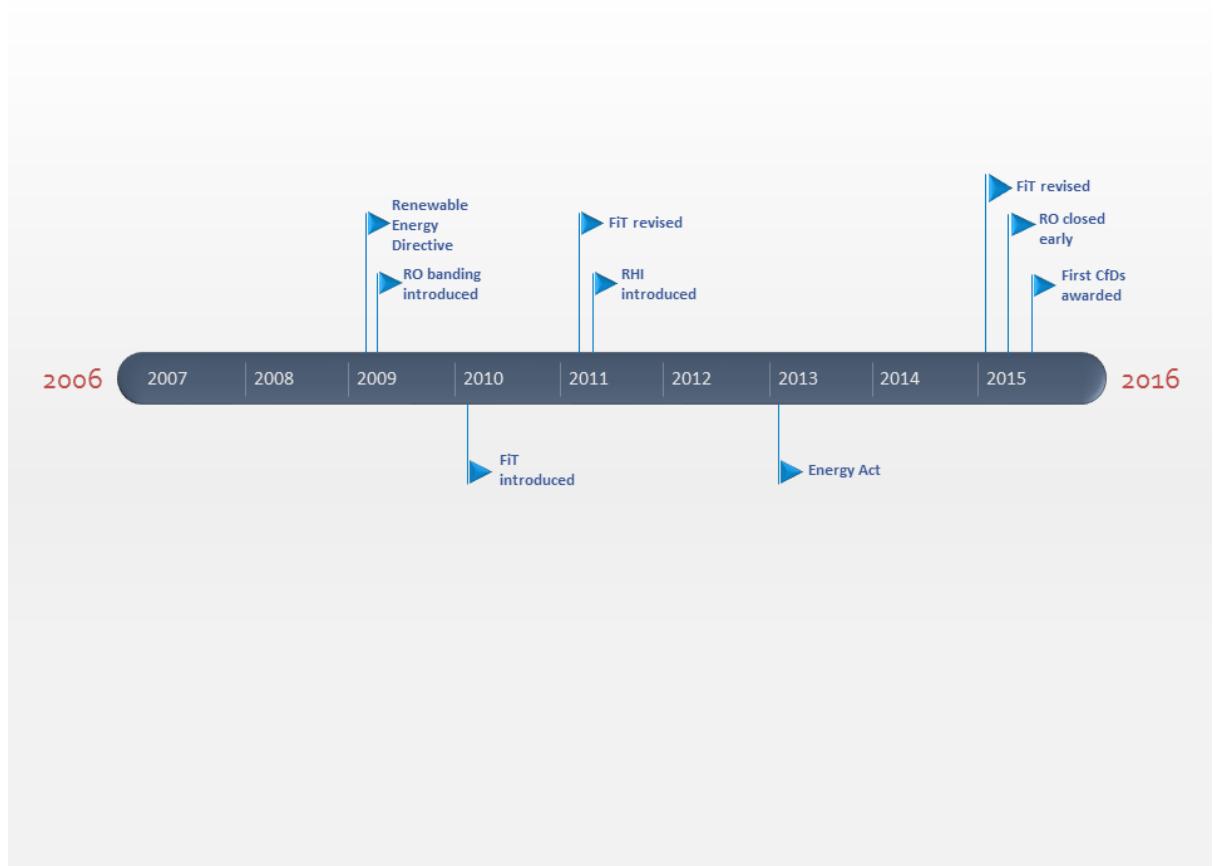 FiT revised
Renewable
Energy
Directive
FiT revised
RO closed
early
RO banding
introduced
RHI
introduced
First CfDs
awarded
2006
2007
2008
2009
2010
2011
2012
2013
2014
2015
2016
FiT
introduced
Energy Act